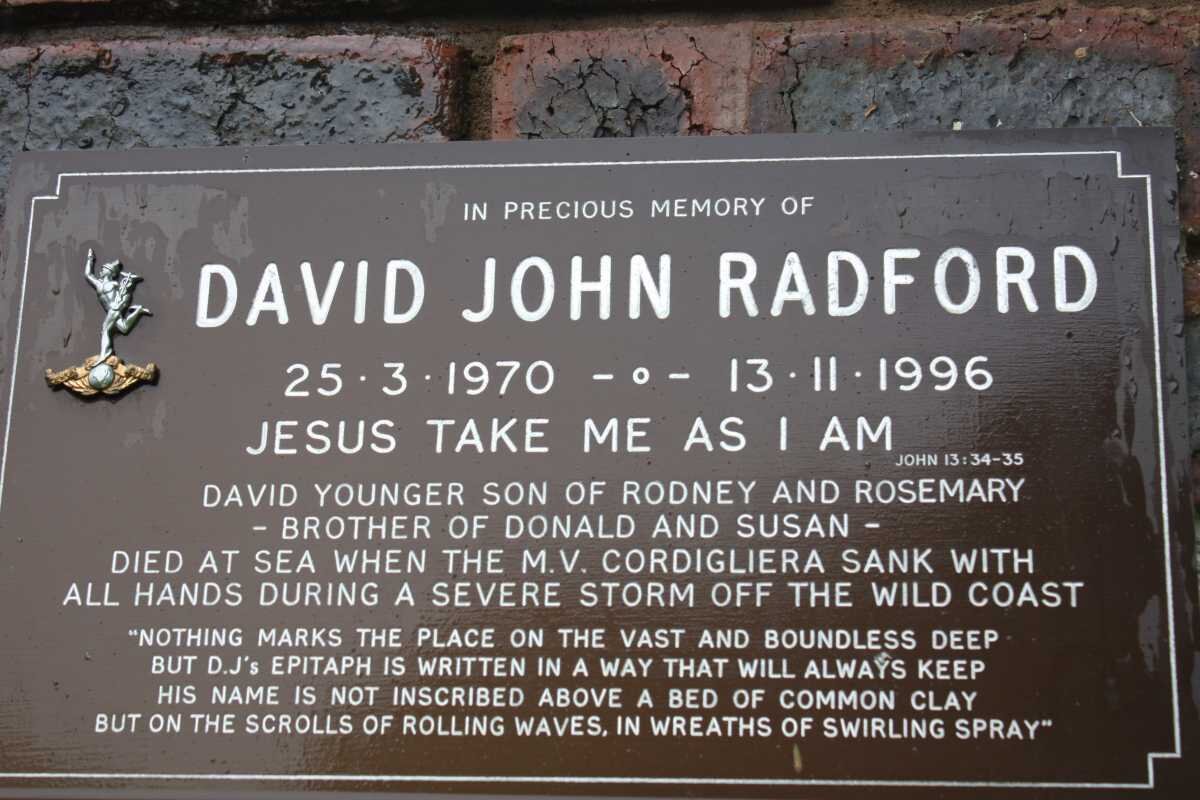 IN PRECIOUS MEMORY OF
DAVID JOHN RADFORD
25·3·1970 -o- 13·11·1996
JESUS TAKE ME AS I AM
JOHN 13:34-35
DAVID YOUNGER SON OF RODNEY AND ROSEMARY
- BROTHER OF DONALD AND SUSAN -
DIED AT SEA WHEN THE M.V. CORDIGLIERA SANK WITH
ALL HANDS DURING A SEVERE STORM OFF THE WILD COAST
"NOTHING MARKS THE PLACE ON THE VAST AND BOUNDLESS DEEP
BUT D.J's EPITAPH IS WRITTEN IN A WAY THAT WILL ALWAYS KEEP
HIS NAME IS NOT INSCRIBED ABOVE A BED OF COMMON CLAY
BUT ON THE SCROLLS OF ROLLING WAVES, IN WREATHS OF SWIRLING SPRAY"